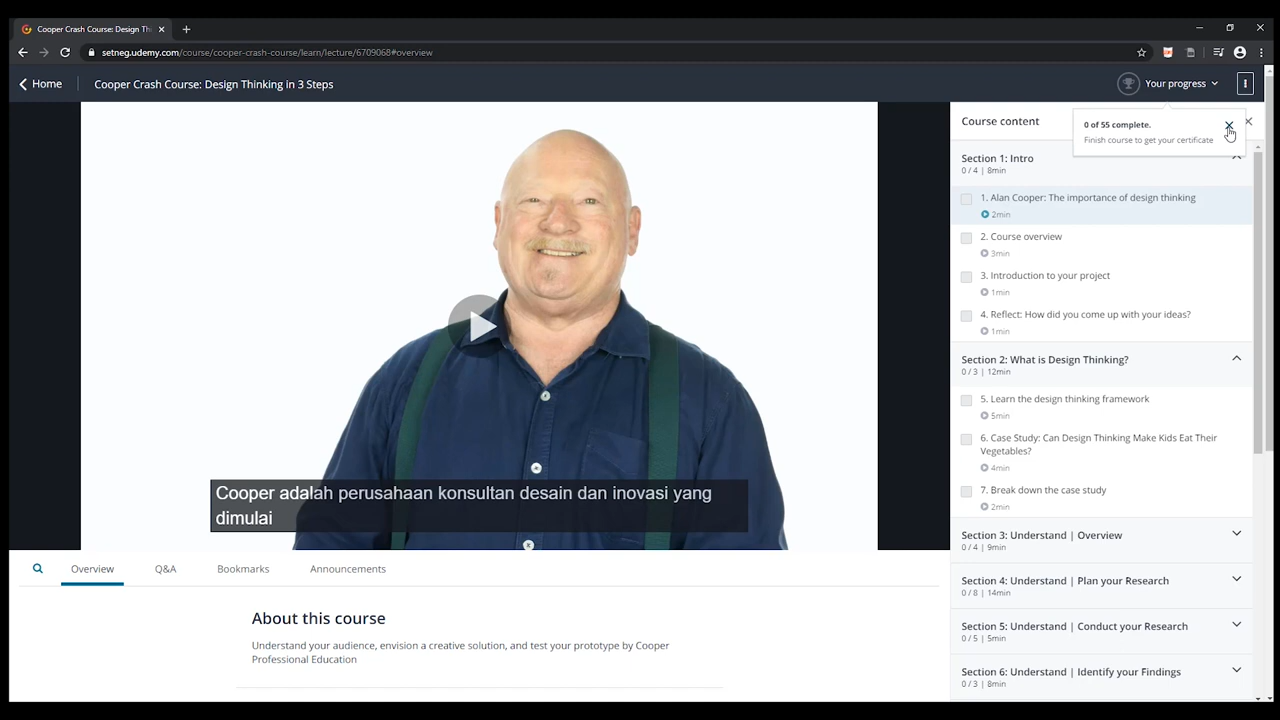 Cooper Crash Course: Design Thi
setneg.udemy.com/course/cooper-crash-course/learn/lecture/6709068#overview
Home
Cooper Crash Course: Design Thinking in 3 Steps
Your progress
0 of 55 complete.
Finish course to get your certificate
Cooper adalah perusahaan konsultan desain dan inovasi yang
dimulai
Overview
Q&A
Bookmarks
Announcements
About this course
Understand your audience, envision a creative solution, and test your prototype by Cooper
Professional Education
Course content
Section 1: Intro
0 / 4 | 8min
1. Alan Cooper: The importance of design thinking
2min
2. Course overview
3min
3. Introduction to your project
1min
4. Reflect: How did you come up with your ideas?
1min
Section 2: What is Design Thinking?
0 / 3 | 12min
5. Learn the design thinking framework
5min
6. Case Study: Can Design Thinking Make Kids Eat Their
Vegetables?
4min
7. Break down the case study
2min
Section 3: Understand | Overview
0 / 4 | 9min
Section 4: Understand | Plan your Research
0 / 8 | 14min
Section 5: Understand | Conduct your Research
0 / 5 | 5min
Section 6: Understand | Identify your Findings
0 / 3 | 8min